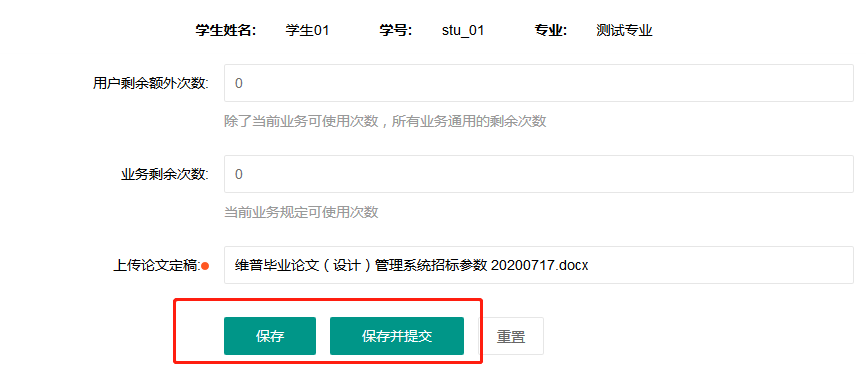 学生姓名: 学生01 学号: stu_01 专业: 测试专业
用户剩余额外次数: 0
除了当前业务可使用次数，所有业务通用的剩余次数
业务剩余次数: 0
当前业务规定可使用次数
上传论文定稿: 维普毕业论文（设计）管理系统招标参数 20200717.docx
保存 保存并提交 重置